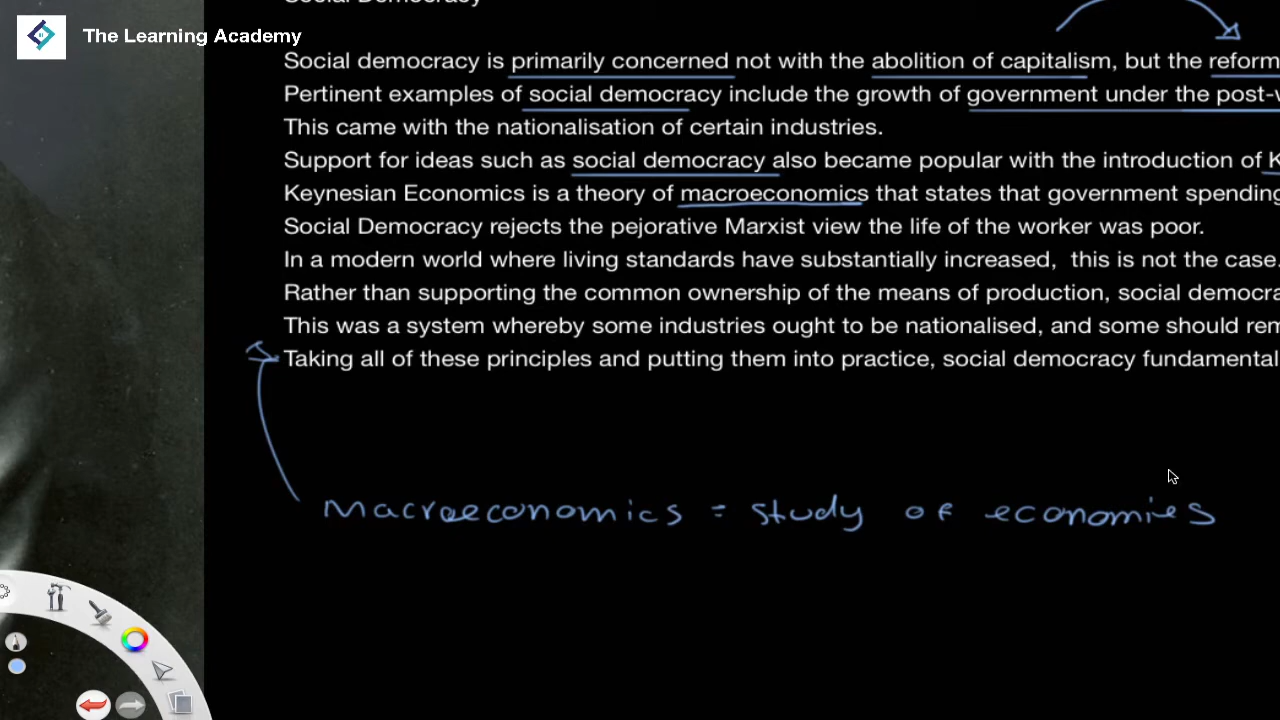 Social Democracy
The Learning Academy
Social democracy is primarily concerned not with the abolition of capitalism, but the reform
Pertinent examples of social democracy include the growth of government under the post-
This came with the nationalisation of certain industries.
Support for ideas such as social democracy also became popular with the introduction of K
Keynesian Economics is a theory of macroeconomics that states that government spending
Social Democracy rejects the pejorative Marxist view the life of the worker was poor.
In a modern world where living standards have substantially increased, this is not the case.
Rather than supporting the common ownership of the means of production, social democra
This was a system whereby some industries ought to be nationalised, and some should rem
Taking all of these principles and putting them into practice, social democracy fundamental
Macroeconomics = study of economies